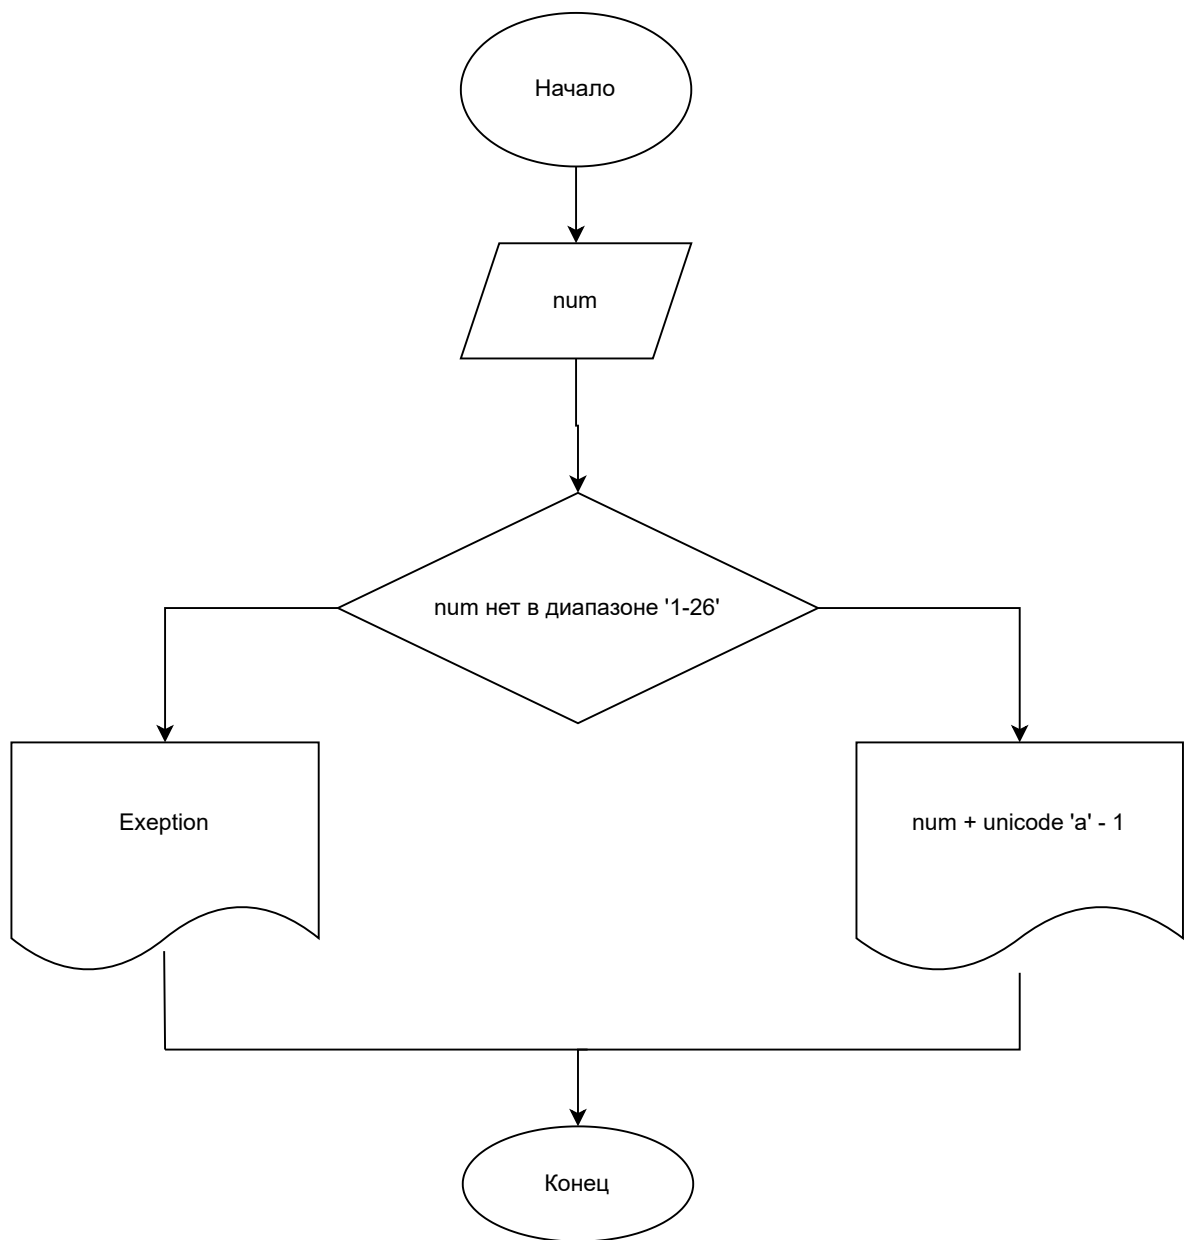 Начало
num
num нет в диапазоне '1-26'
Exeption
num + unicode 'a' - 1
Конец